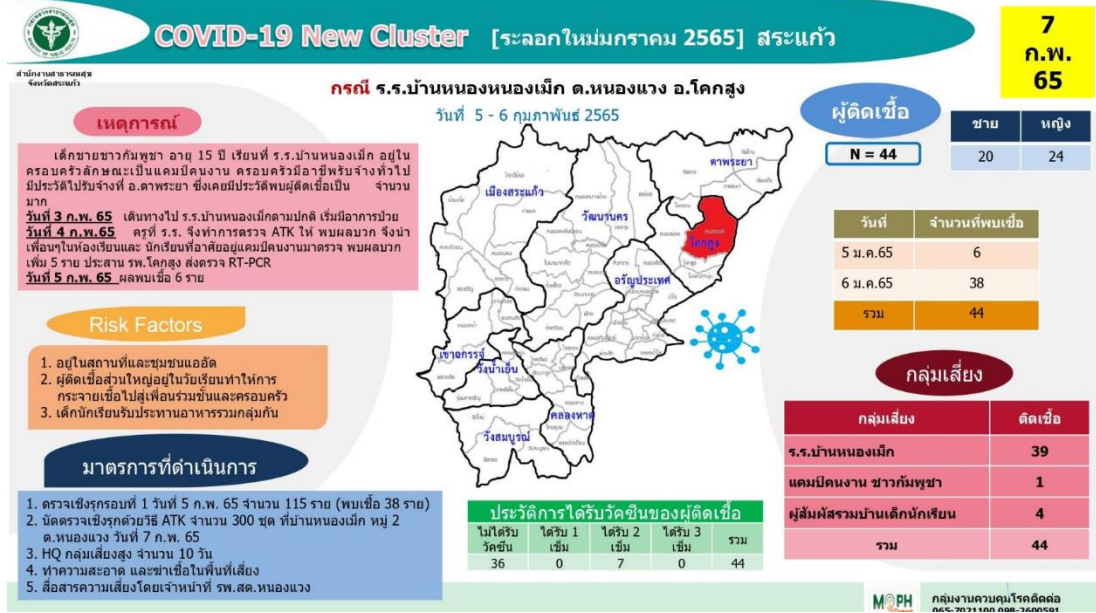 COVID-19 New Cluster [ระลอกใหม่มกราคม 2565] สระแก้ว
7
ก.พ.
65
สำนักงานสาธารณสุข
จังหวัดสระแก้ว
กรณี ร.ร.บ้านหนองหนองเม็ก ต.หนองแวง อ.โคกสูง
วันที่ 5 - 6 กุมภาพันธ์ 2565
เหตุการณ์
เด็กชายชาวกัมพูชา อายุ 15 ปี เรียนที่ ร.ร.บ้านหนองเม็ก อยู่ใน
ครอบครัวลักษณะเป็นแคมป์คนงาน ครอบครัวมีอาชีพรับจ้างทั่วไป
มีประวัติไปรับจ้างที่ อ.ตาพระยา ซึ่งเคยมีประวัติพบผู้ติดเชื้อเป็น จำนวน
มาก
วันที่ 3 ก.พ. 65 เดินทางไป ร.ร.บ้านหนองเม็กตามปกติ เริ่มมีอาการป่วย
วันที่ 4 ก.พ.65 ครูที่ ร.ร. จึงทำการตรวจ ATK ให้ พบผลบวก จึงนำ
เพื่อนๆในห้องเรียนและ นักเรียนที่อาศัยอยู่แคมป์คนงานมาตรวจ พบผลบวก
เพิ่ม 5 ราย ประสาน รพ.โคกสูง ส่งตรวจ RT-PCR
วันที่ 5 ก.พ. 65 ผลพบเชื้อ 6 ราย
Risk Factors
1. อยู่ในสถานที่และชุมชนแออัด
2. ผู้ติดเชื้อส่วนใหญ่อยู่ในวัยเรียนทำให้การ
กระจายเชื้อไปสู่เพื่อนร่วมชั้นและครอบครัว
3. เด็กนักเรียนรับประทานอาหารรวมกลุ่มกัน
มาตรการที่ดำเนินการ
1. ตรวจเชิงรุกรอบที่ 1 วันที่ 5 ก.พ. 65 จำนวน 115 ราย (พบเชื้อ 38 ราย)
2. นัดตรวจเชิงรุกด้วยวิธี ATK จำนวน 300 ชุด ที่บ้านหนองเม็ก หมู่ 2
ต.หนองแวง วันที่ 7 ก.พ. 65
3. HQ กลุ่มเสี่ยงสูง จำนวน 10 วัน
4. ทำความสะอาด และฆ่าเชื้อในพื้นที่เสี่ยง
5. สื่อสารความเสี่ยงโดยเจ้าหน้าที่ รพ.สต.หนองแวง
ตาพระยา
เมืองสระแก้ว
วัฒนานคร
โคกสูง
อรัญประเทศ
เขาฉกรรจ์
วังน้ำเย็น
คลองหาด
วังสมบูรณ์
ประวัติการได้รับวัคซีนของผู้ติดเชื้อ
ไม่ได้รับวัคซีน ได้รับ 1 เข็ม ได้รับ 2 เข็ม ได้รับ 3 เข็ม รวม
36 0 7 0 44
ผู้ติดเชื้อ
N = 44
ชาย หญิง
20 24
วันที่ จำนวนที่พบเชื้อ
5 ม.ค.65 6
6 ม.ค.65 38
รวม 44
กลุ่มเสี่ยง
กลุ่มเสี่ยง ติดเชื้อ
ร.ร.บ้านหนองเม็ก 39
แคมป์คนงาน ชาวกัมพูชา 1
ผู้สัมผัสรวมบ้านเด็กนักเรียน 4
รวม 44
MOPH
กลุ่มงานควบคุมโรคติดต่อ
065-7021100 098-2600591